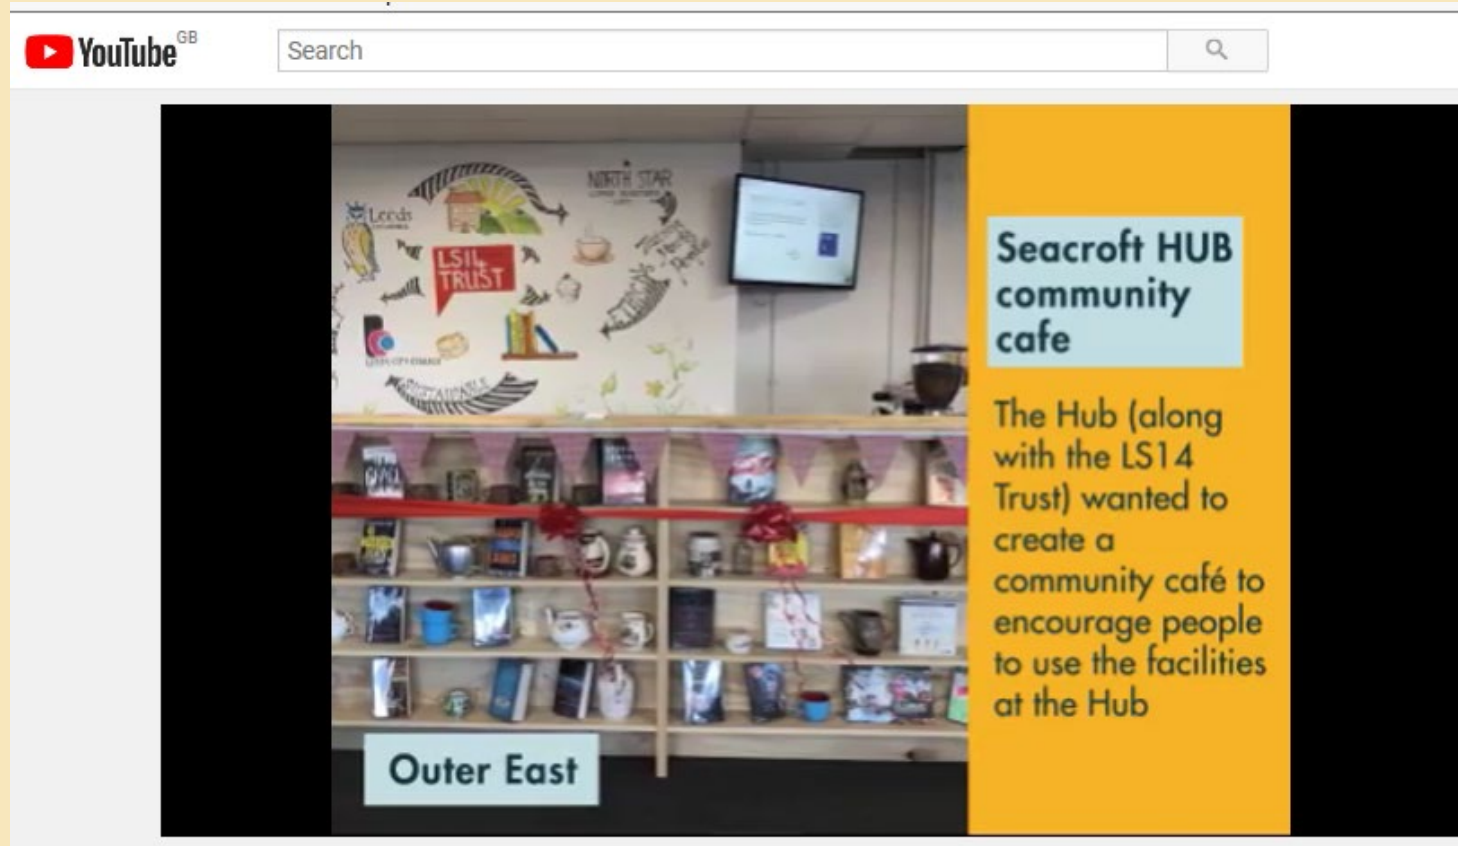 YouTube GB
Search
NORTH STAR
Leeds
LS14
TRUST
SUSTAINABLE
Seacroft HUB
community
cafe
The Hub (along
with the LS14
Trust) wanted to
create a
community café to
encourage people
to use the facilities
at the Hub
Outer East